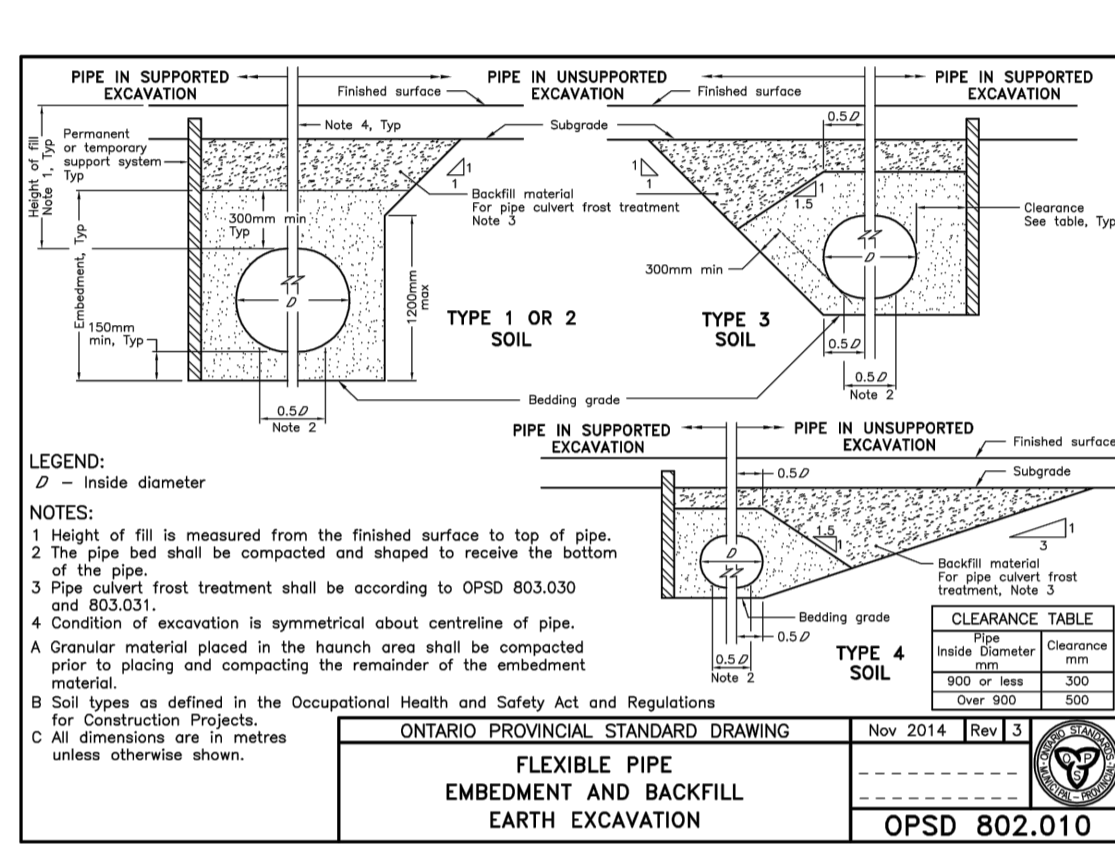 PIPE IN SUPPORTED
EXCAVATION
PIPE IN UNSUPPORTED
EXCAVATION
PIPE IN SUPPORTED
EXCAVATION
Finished surface
Finished surface
Height of fill
Note 1, Typ
Permanent
or temporary
support system
Typ
Note 4, Typ
Subgrade
0.5D
1
1
1
1
1
1.5
Backfill material
For pipe culvert frost treatment
Note 3
Clearance
See table, Typ
Embedment, Typ
300mm min
Typ
300mm min
D
D
1200mm
max
150mm
min, Typ
TYPE 1 OR 2
SOIL
TYPE 3
SOIL
0.5D
0.5D
Note 2
Bedding grade
0.5D
Note 2
PIPE IN SUPPORTED
EXCAVATION
PIPE IN UNSUPPORTED
EXCAVATION
Finished surface
Subgrade
0.5D
1.5
1
1
3
D
Backfill material
For pipe culvert frost
treatment, Note 3
Bedding grade
0.5D
0.5D
Note 2
TYPE 4
SOIL
LEGEND:
D – Inside diameter
NOTES:
1 Height of fill is measured from the finished surface to top of pipe.
2 The pipe bed shall be compacted and shaped to receive the bottom
of the pipe.
3 Pipe culvert frost treatment shall be according to OPSD 803.030
and 803.031.
4 Condition of excavation is symmetrical about centreline of pipe.
A Granular material placed in the haunch area shall be compacted
prior to placing and compacting the remainder of the embedment
material.
B Soil types as defined in the Occupational Health and Safety Act and Regulations
for Construction Projects.
C All dimensions are in metres
unless otherwise shown.
CLEARANCE TABLE
Pipe
Inside Diameter
mm
Clearance
mm
900 or less 300
Over 900 500
ONTARIO PROVINCIAL STANDARD DRAWING
Nov 2014 Rev 3
FLEXIBLE PIPE
EMBEDMENT AND BACKFILL
EARTH EXCAVATION
ONTARIO STANDARDS
MUNICIPAL – PROVINCIAL
O P
S
OPSD 802.010